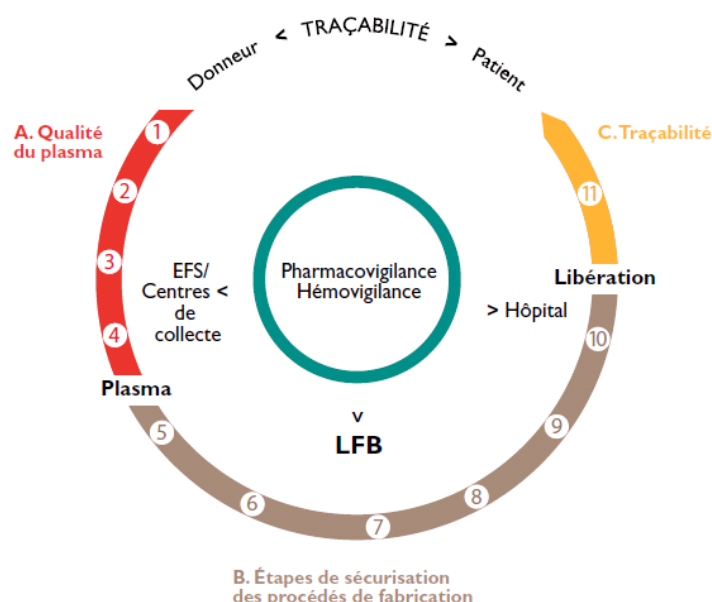 Donneur < TRAÇABILITÉ > Patient
A. Qualité
du plasma
C. Traçabilité
1
2
3
4
11
EFS/
Centres <
de
collecte
Pharmacovigilance
Hémovigilance
> Hôpital
Libération
Plasma
10
5
9
6
8
7
v
LFB
B. Étapes de sécurisation
des procédés de fabrication